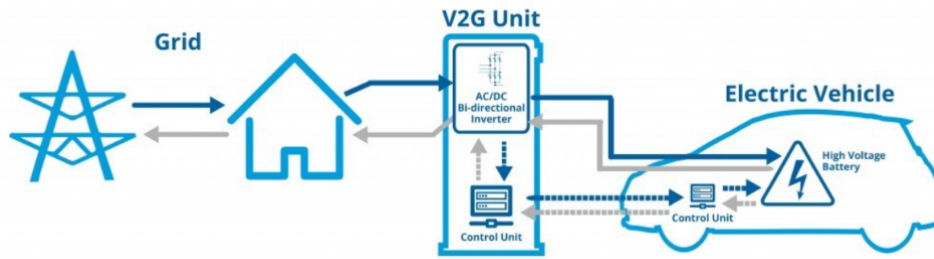 V2G Unit
Grid
AC/DC
Bi-directional
Inverter
Electric Vehicle
High Voltage
Battery
Control Unit
Control Unit